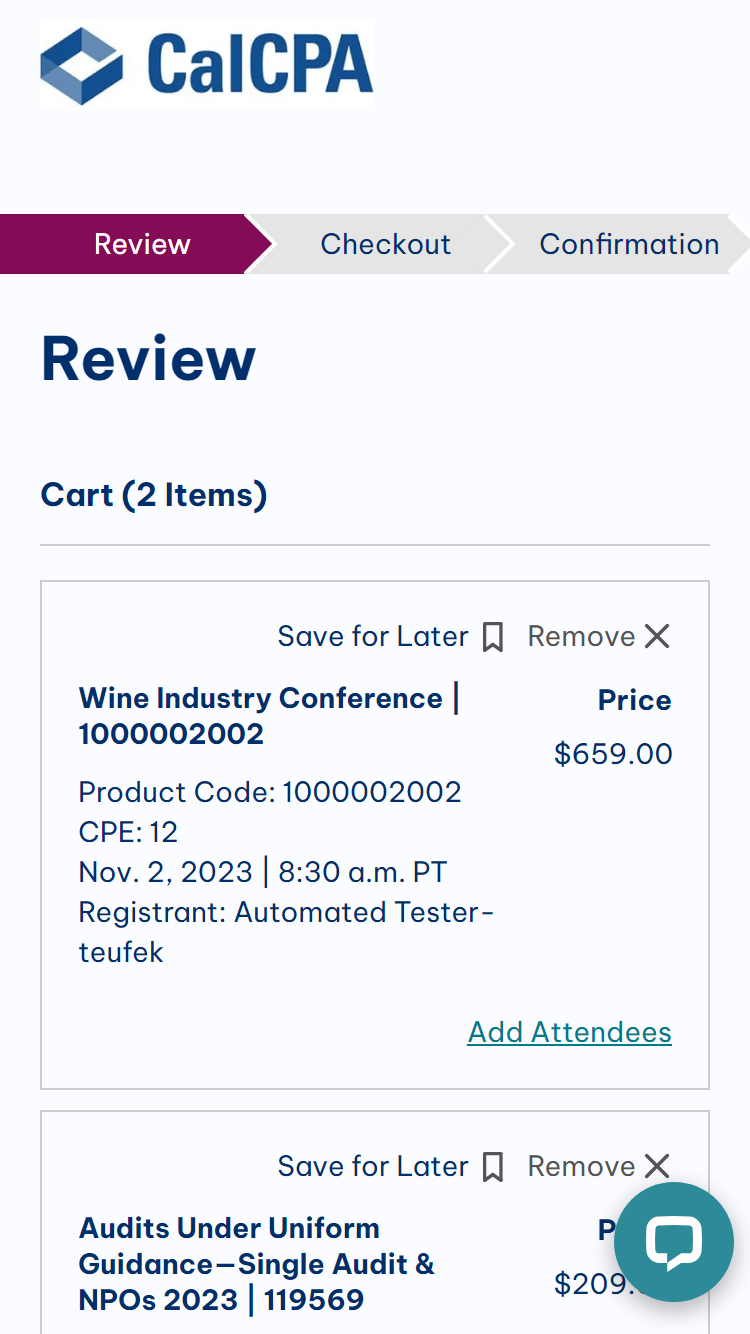 CalCPA
Review
Checkout
Confirmation
Review
Cart (2 Items)
Save for Later
Remove
Wine Industry Conference |
1000002002
Price
$659.00
Product Code: 1000002002
CPE: 12
Nov. 2, 2023 | 8:30 a.m. PT
Registrant: Automated Tester-
teufek
Add Attendees
Save for Later
Remove
Audits Under Uniform
Guidance—Single Audit &
NPOs 2023 | 119569
$209.